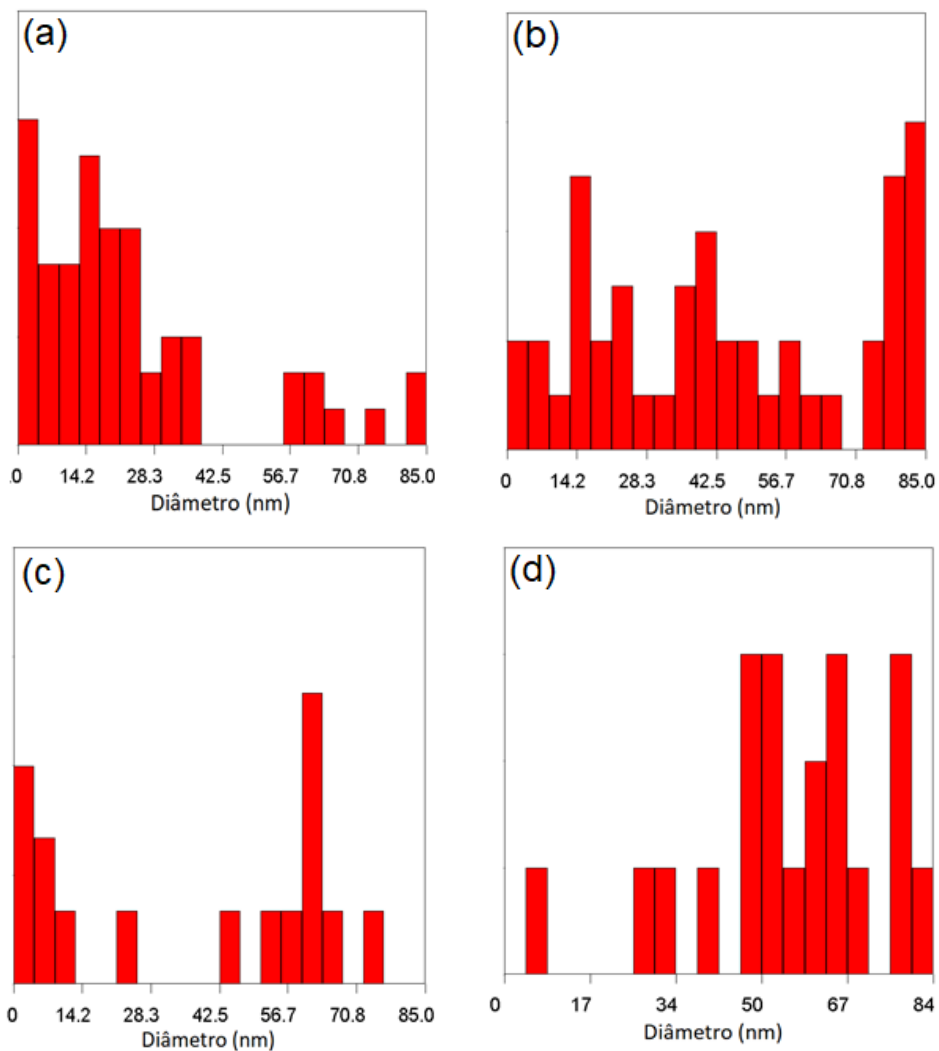 (a)
.0 14.2 28.3 42.5 56.7 70.8 85.0
Diâmetro (nm)
(b)
0 14.2 28.3 42.5 56.7 70.8 85.0
Diâmetro (nm)
(c)
0 14.2 28.3 42.5 56.7 70.8 85.0
Diâmetro (nm)
(d)
0 17 34 50 67 84
Diâmetro (nm)